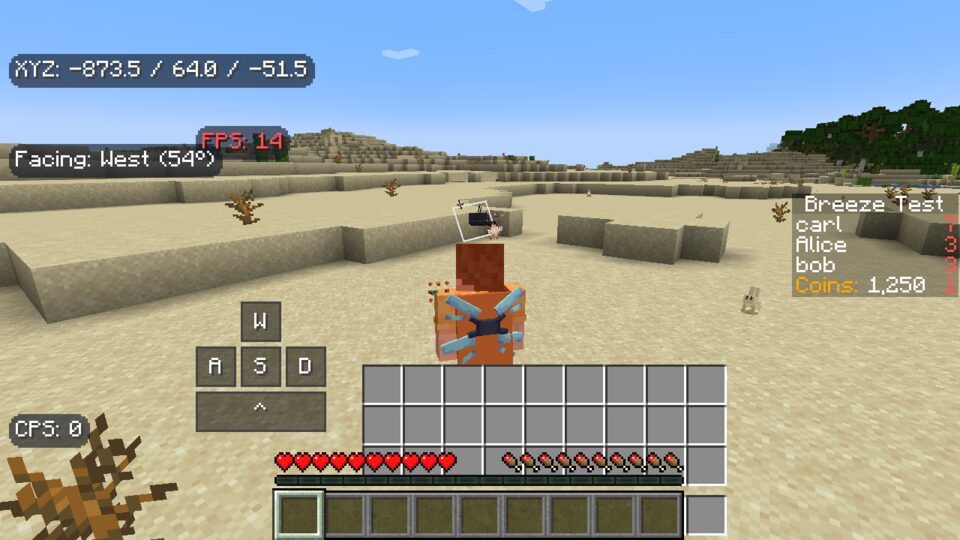 XYZ: -873.5 / 64.0 / -51.5
FPS: 14
Facing: West (54º)
Breeze Test
carl 7
Alice 3
bob 3
Coins: 1,250 1
W
A S D
^
CPS: 0